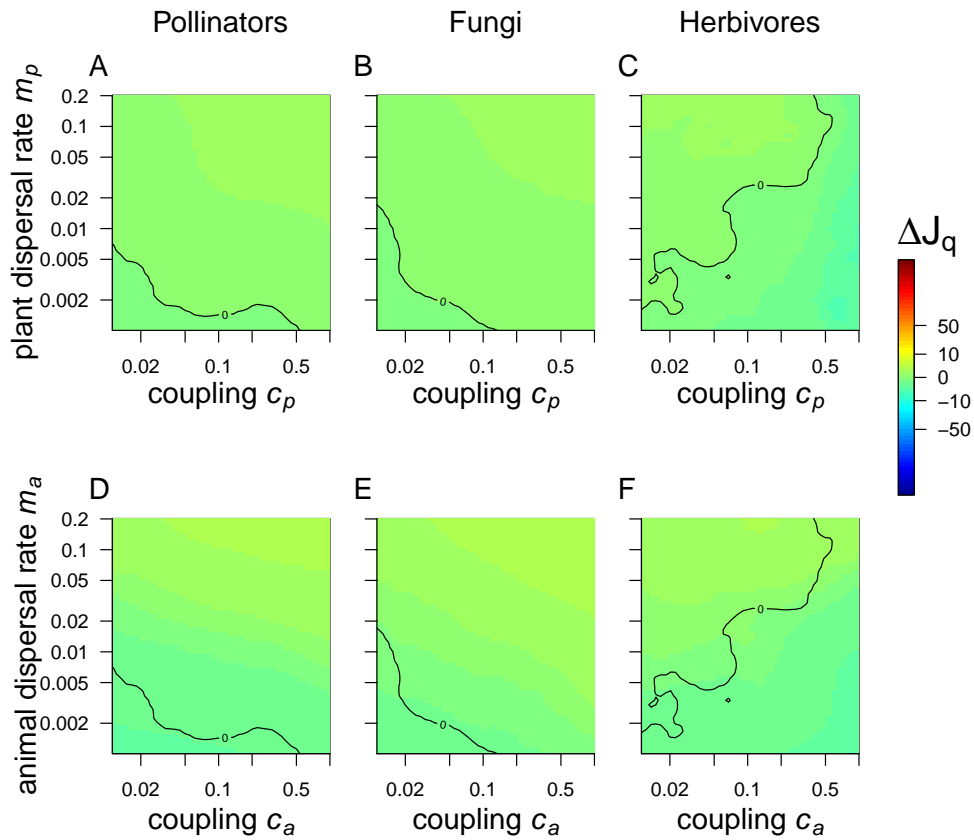 Pollinators Fungi Herbivores
A B C
plant dispersal rate m_p
0.2
0.1
0.05
0.02
0.01
0.005
0.002
0 0 0
0.02 0.1 0.5 0.02 0.1 0.5 0.02 0.1 0.5
coupling c_p coupling c_p coupling c_p
ΔJ_q
50
10
0
−10
−50
D E F
animal dispersal rate m_a
0.2
0.1
0.05
0.02
0.01
0.005
0.002
0 0 0
0.02 0.1 0.5 0.02 0.1 0.5 0.02 0.1 0.5
coupling c_a coupling c_a coupling c_a